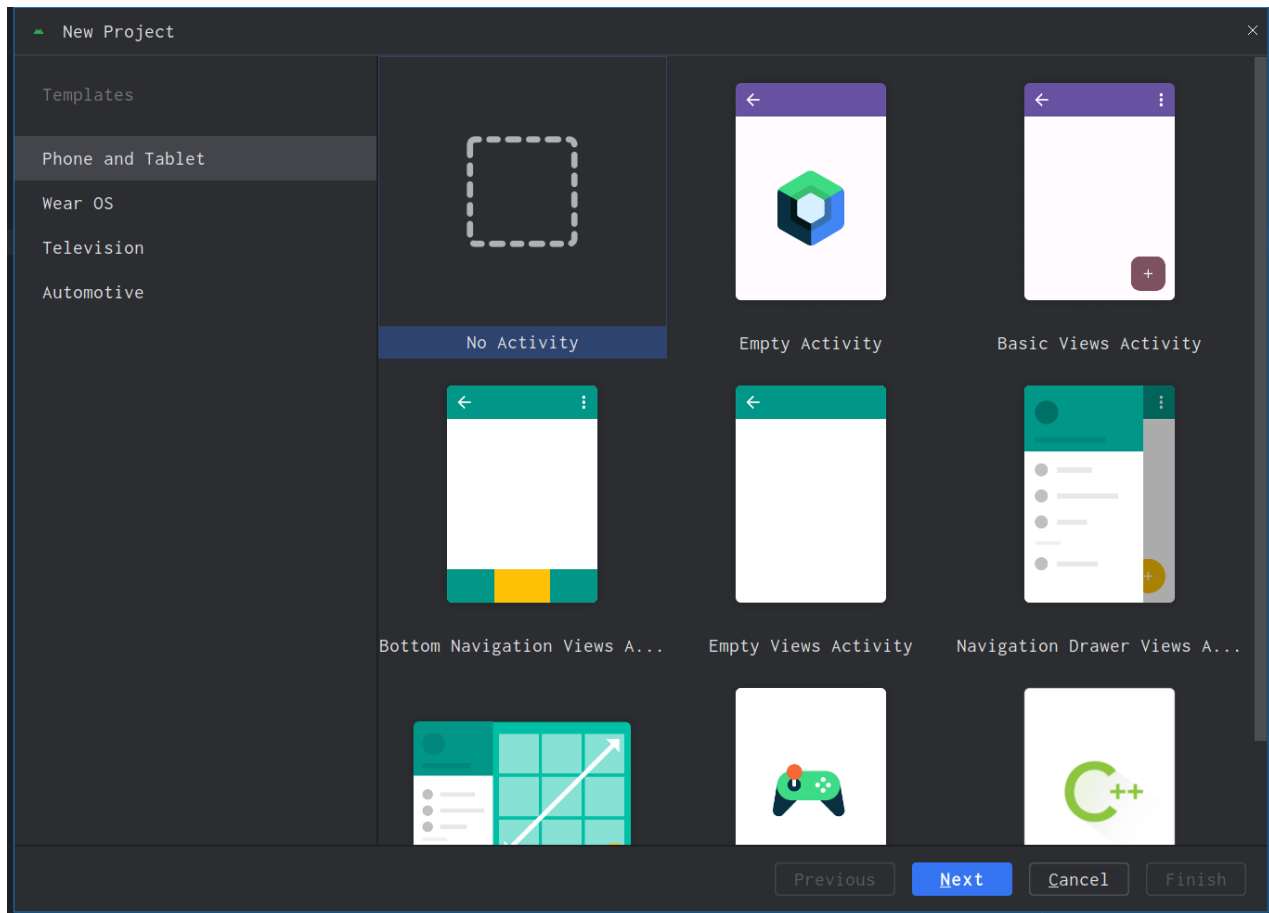 New Project
Templates
Phone and Tablet
Wear OS
Television
Automotive
No Activity
Empty Activity
Basic Views Activity
Bottom Navigation Views A...
Empty Views Activity
Navigation Drawer Views A...
C++
Previous
Next
Cancel
Finish